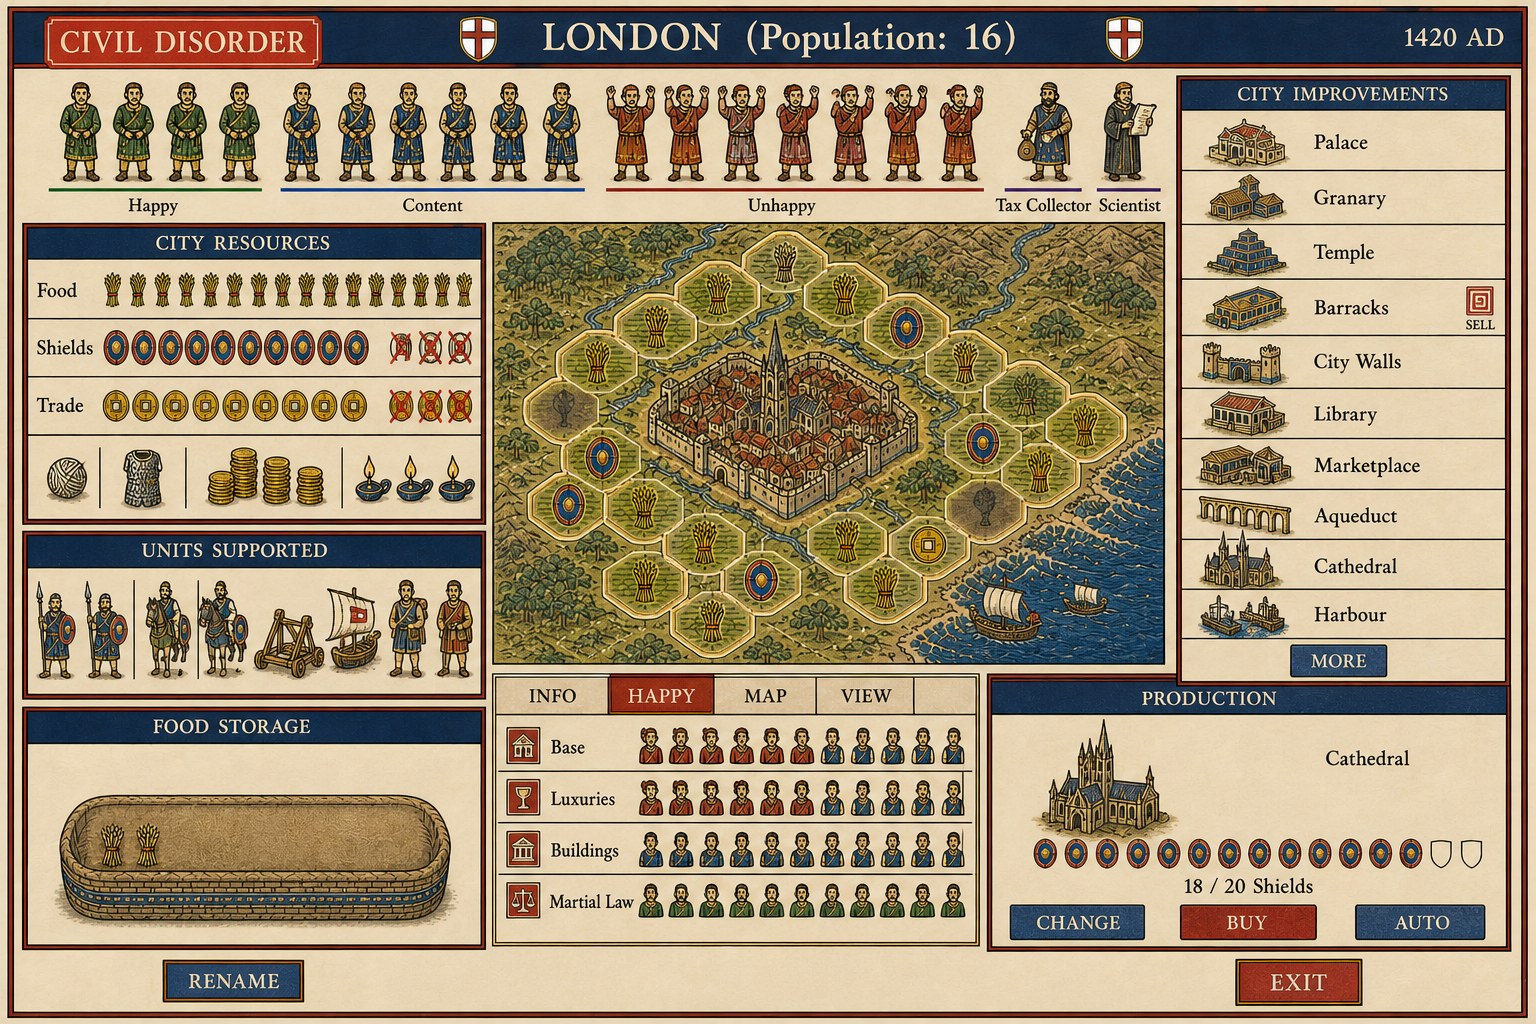 CIVIL DISORDER
LONDON (Population: 16)
1420 AD
Happy
Content
Unhappy
Tax Collector
Scientist
CITY RESOURCES
Food
Shields
Trade
UNITS SUPPORTED
FOOD STORAGE
RENAME
INFO
HAPPY
MAP
VIEW
Base
Luxuries
Buildings
Martial Law
CITY IMPROVEMENTS
Palace
Granary
Temple
Barracks
SELL
City Walls
Library
Marketplace
Aqueduct
Cathedral
Harbour
MORE
PRODUCTION
Cathedral
18 / 20 Shields
CHANGE
BUY
AUTO
EXIT